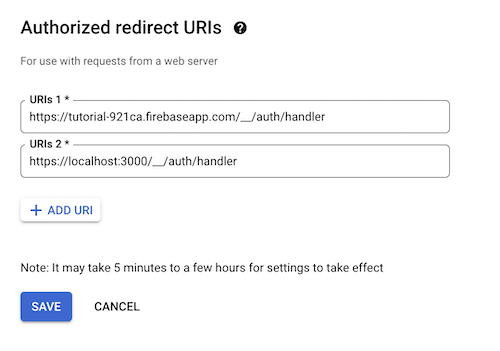 Authorized redirect URIs
For use with requests from a web server
URIs 1 *
https://tutorial-921ca.firebaseapp.com/__/auth/handler
URIs 2 *
https://localhost:3000/__/auth/handler
+ ADD URI
Note: It may take 5 minutes to a few hours for settings to take effect
SAVE CANCEL